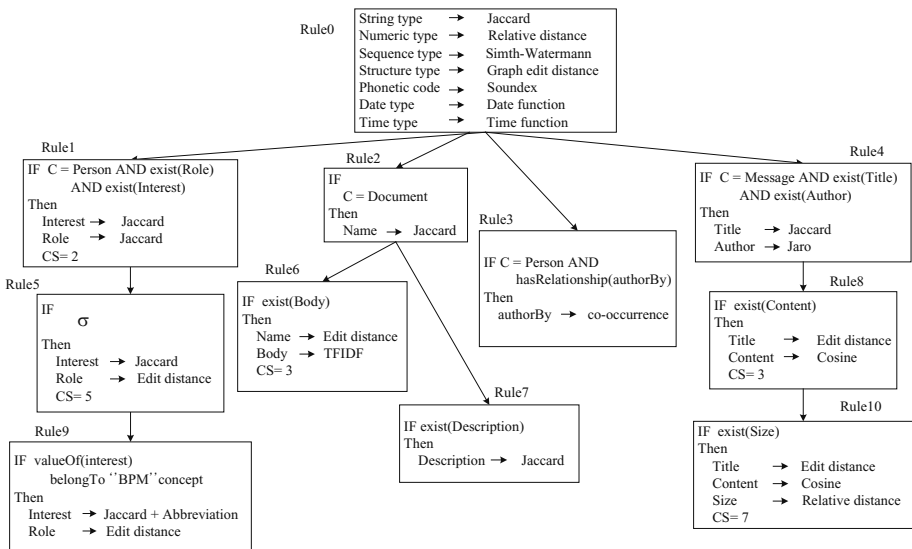 Rule0
String type → Jaccard
Numeric type → Relative distance
Sequence type → Simth-Watermann
Structure type → Graph edit distance
Phonetic code → Soundex
Date type → Date function
Time type → Time function
Rule1
IF C = Person AND exist(Role)
AND exist(Interest)
Then
Interest → Jaccard
Role → Jaccard
CS= 2
Rule2
IF
C = Document
Then
Name → Jaccard
Rule3
IF C = Person AND
hasRelationship(authorBy)
Then
authorBy → co-occurrence
Rule4
IF C = Message AND exist(Title)
AND exist(Author)
Then
Title → Jaccard
Author → Jaro
Rule5
IF
σ
Then
Interest → Jaccard
Role → Edit distance
CS= 5
Rule6
IF exist(Body)
Then
Name → Edit distance
Body → TFIDF
CS= 3
Rule7
IF exist(Description)
Then
Description → Jaccard
Rule8
IF exist(Content)
Then
Title → Edit distance
Content → Cosine
CS= 3
Rule9
IF valueOf(interest)
belongTo ‘‘BPM’’ concept
Then
Interest → Jaccard + Abbreviation
Role → Edit distance
Rule10
IF exist(Size)
Then
Title → Edit distance
Content → Cosine
Size → Relative distance
CS= 7